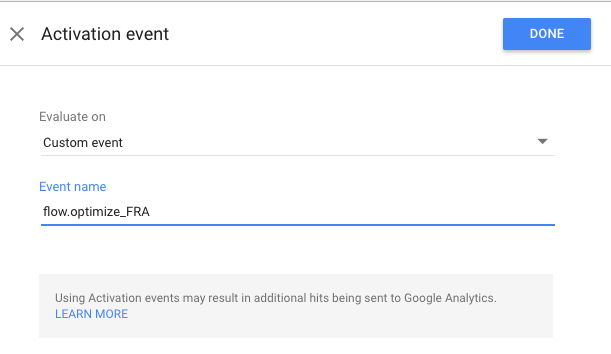 Activation event
DONE
Evaluate on
Custom event
Event name
flow.optimize_FRA
Using Activation events may result in additional hits being sent to Google Analytics.
LEARN MORE